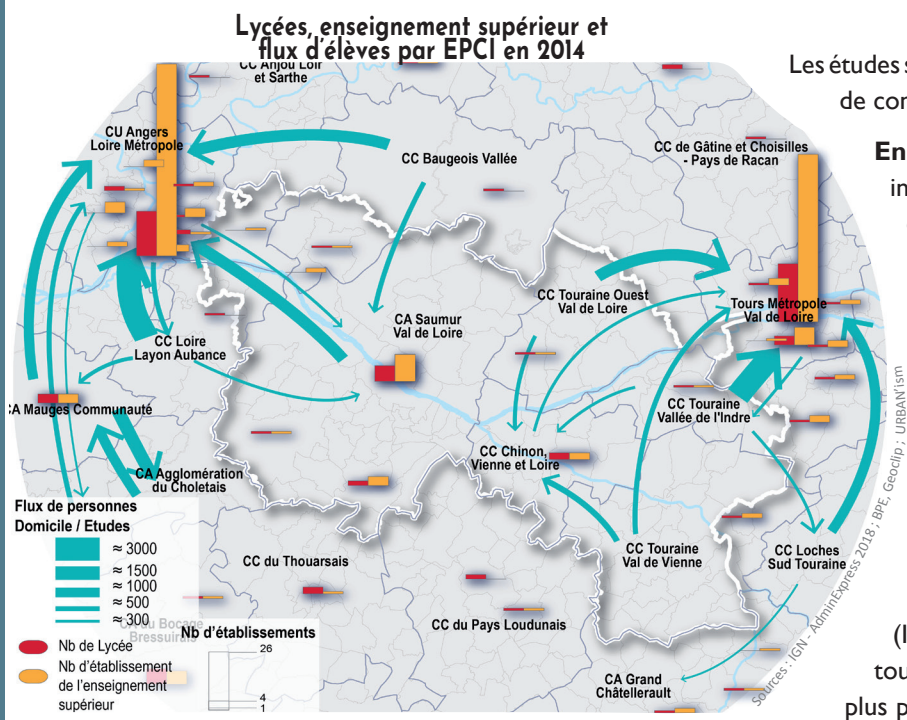 Lycées, enseignement supérieur et
flux d'élèves par EPCI en 2014
CC Anjou Loir
et Sarthe
CU Angers
Loire Métropole
CC Baugeois Vallée
CC de Gâtine et Choisilles
- Pays de Racan
CC Touraine Ouest
Val de Loire
Tours Métropole
Val de Loire
CA Saumur
Val de Loire
CC Loire
Layon Aubance
CA Mauges Communauté
CC Touraine
Vallée de l'Indre
CC Chinon,
Vienne et Loire
CA Agglomération
du Choletais
CC du Thouarsais
CC Touraine
Val de Vienne
CC Loches
Sud Touraine
CC du Pays Loudunais
CA Grand
Châtellerault
du Bocage
Bressuirais
Flux de personnes
Domicile / Etudes
≈ 3000
≈ 1500
≈ 1000
≈ 500
≈ 300
Nb de Lycée
Nb d'établissement
de l'enseignement
supérieur
Nb d'établissements
26
4
1
Sources : IGN - AdminExpress 2018 ; BPE, Geoclip ; URBAN'ism
Les études s
de con
En
in
(l
tou
plus p